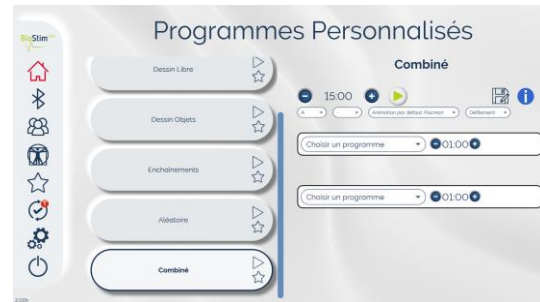 Programmes Personnalisés
BioStim
Dessin Libre
Dessin Objets
Enchaînements
Aléatoire
Combiné
Combiné
15:00
A
-
Animation par défaut: Pacman
Défilement
Choisir un programme
01:00
Choisir un programme
01:00